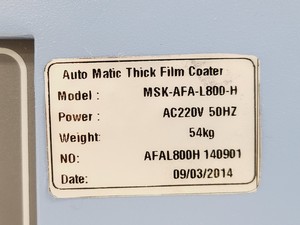 Auto Matic Thick Film Coater
Model : MSK-AFA-L800-H
Power : AC220V 50HZ
Weight: 54kg
NO: AFAL800H 140901
Date: 09/03/2014